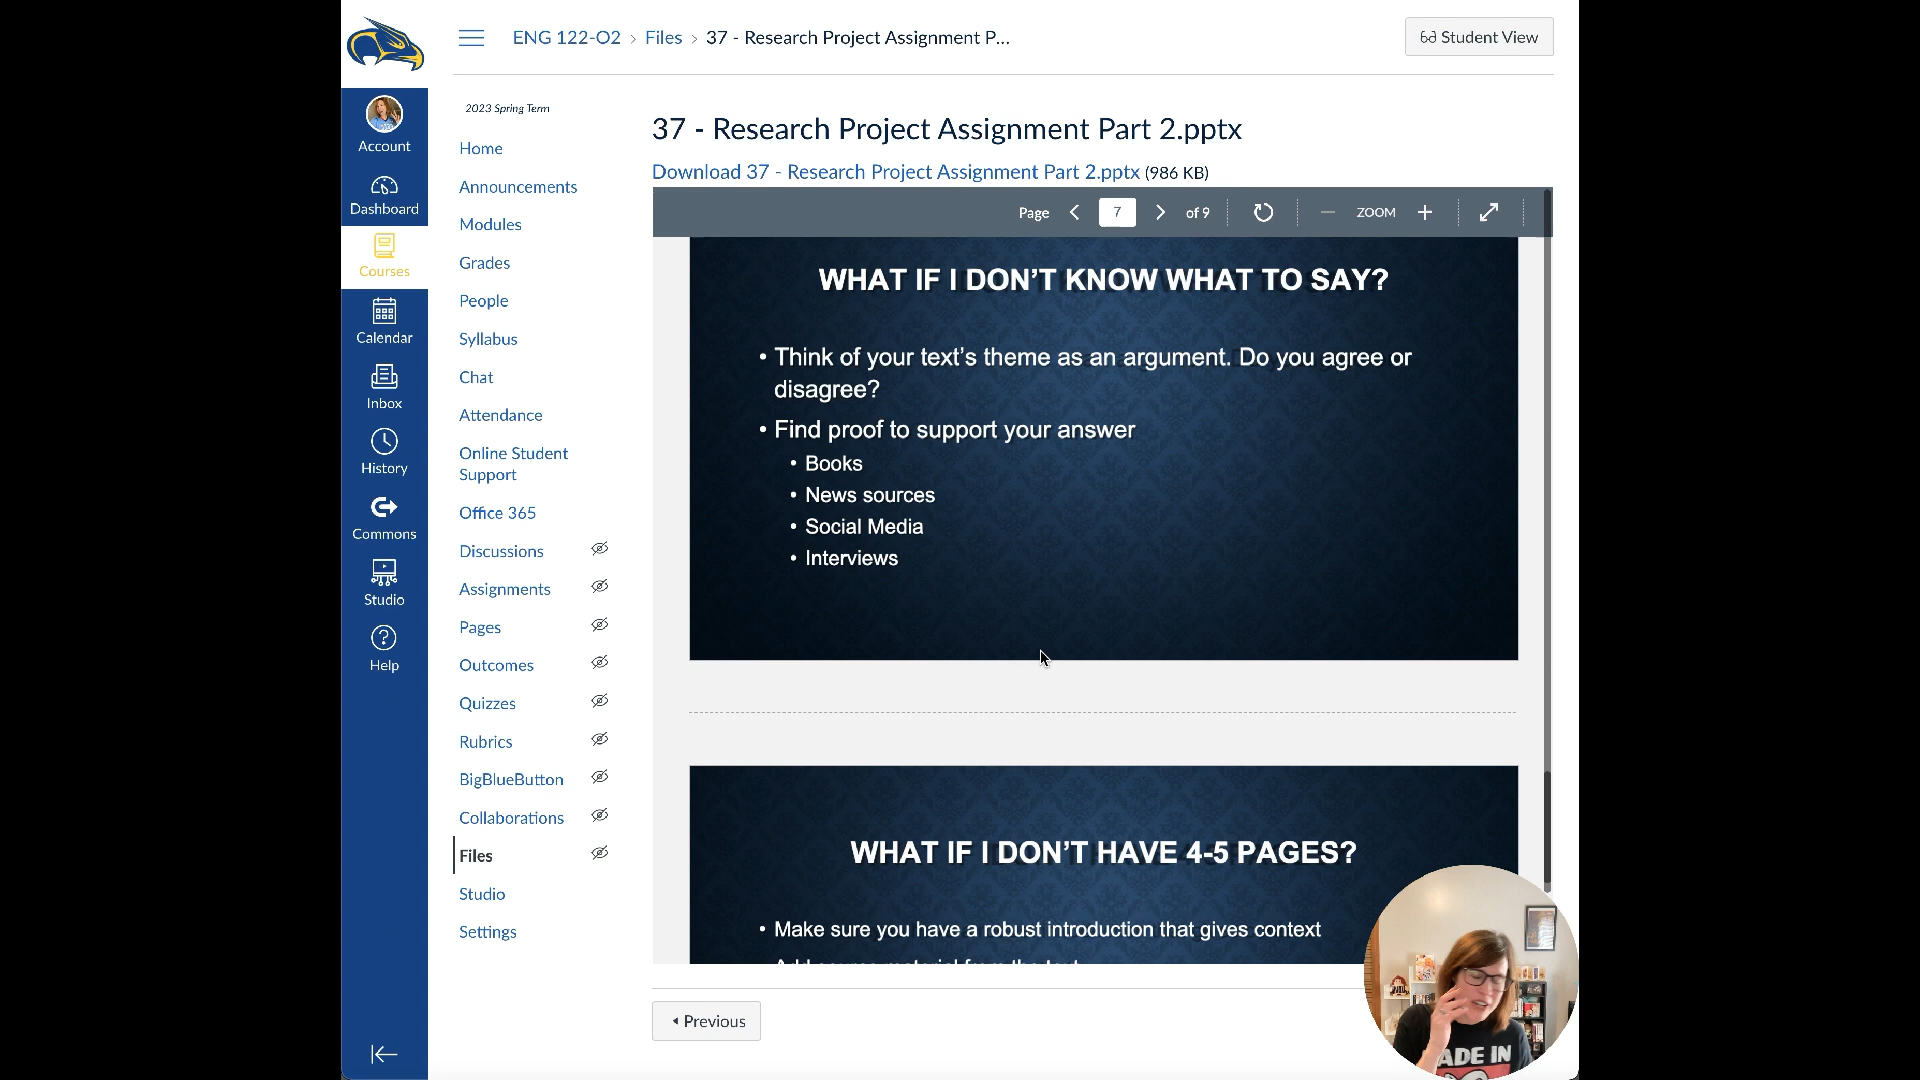 ENG 122-O2 > Files > 37 - Research Project Assignment P...
Student View
Account
Dashboard
Courses
Calendar
Inbox
History
Commons
Studio
Help
2023 Spring Term
Home
Announcements
Modules
Grades
People
Syllabus
Chat
Attendance
Online Student
Support
Office 365
Discussions
Assignments
Pages
Outcomes
Quizzes
Rubrics
BigBlueButton
Collaborations
Files
Studio
Settings
37 - Research Project Assignment Part 2.pptx
Download 37 - Research Project Assignment Part 2.pptx (986 KB)
Page 7 of 9 ZOOM
WHAT IF I DON’T KNOW WHAT TO SAY?
• Think of your text’s theme as an argument. Do you agree or
disagree?
• Find proof to support your answer
• Books
• News sources
• Social Media
• Interviews
WHAT IF I DON’T HAVE 4-5 PAGES?
• Make sure you have a robust introduction that gives context
Previous
ADE IN